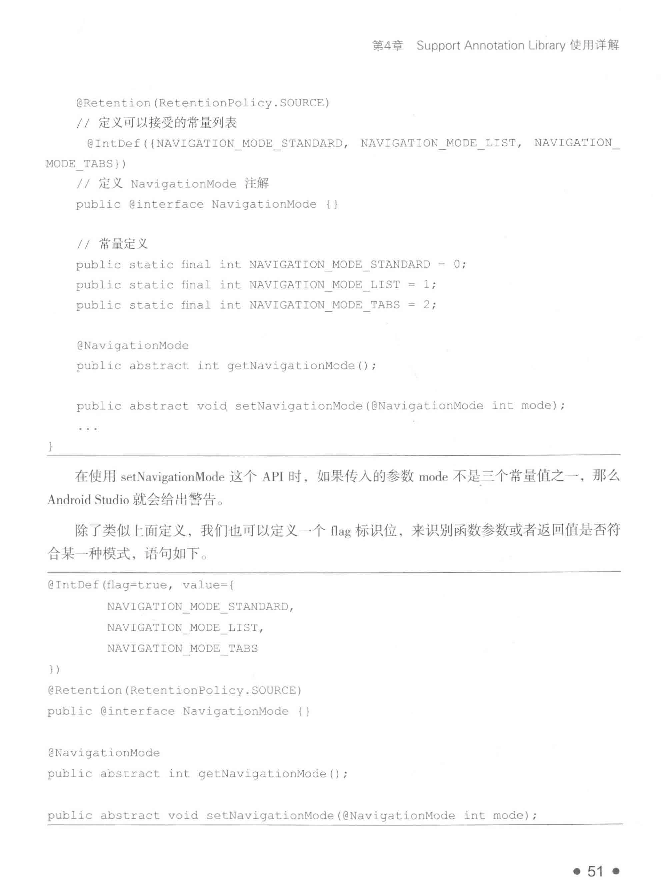 第4章 Support Annotation Library 使用详解
@Retention(RetentionPolicy.SOURCE)
// 定义可以接受的常量列表
@IntDef({NAVIGATION_MODE_STANDARD, NAVIGATION_MODE_LIST, NAVIGATION_
MODE_TABS})
// 定义 NavigationMode 注解
public @interface NavigationMode {}
// 常量定义
public static final int NAVIGATION_MODE_STANDARD = 0;
public static final int NAVIGATION_MODE_LIST = 1;
public static final int NAVIGATION_MODE_TABS = 2;
@NavigationMode
public abstract int getNavigationMode();
public abstract void setNavigationMode(@NavigationMode int mode);
...
}
在使用 setNavigationMode 这个 API 时，如果传入的参数 mode 不是三个常量值之一，那么
Android Studio 就会给出警告。
除了类似上面定义，我们也可以定义一个 flag 标识位，来识别函数参数或者返回值是否符
合某一种模式，语句如下。
@IntDef(flag=true, value={
NAVIGATION_MODE_STANDARD,
NAVIGATION_MODE_LIST,
NAVIGATION_MODE_TABS
})
@Retention(RetentionPolicy.SOURCE)
public @interface NavigationMode {}
@NavigationMode
public abstract int getNavigationMode();
public abstract void setNavigationMode(@NavigationMode int mode);
• 51 •